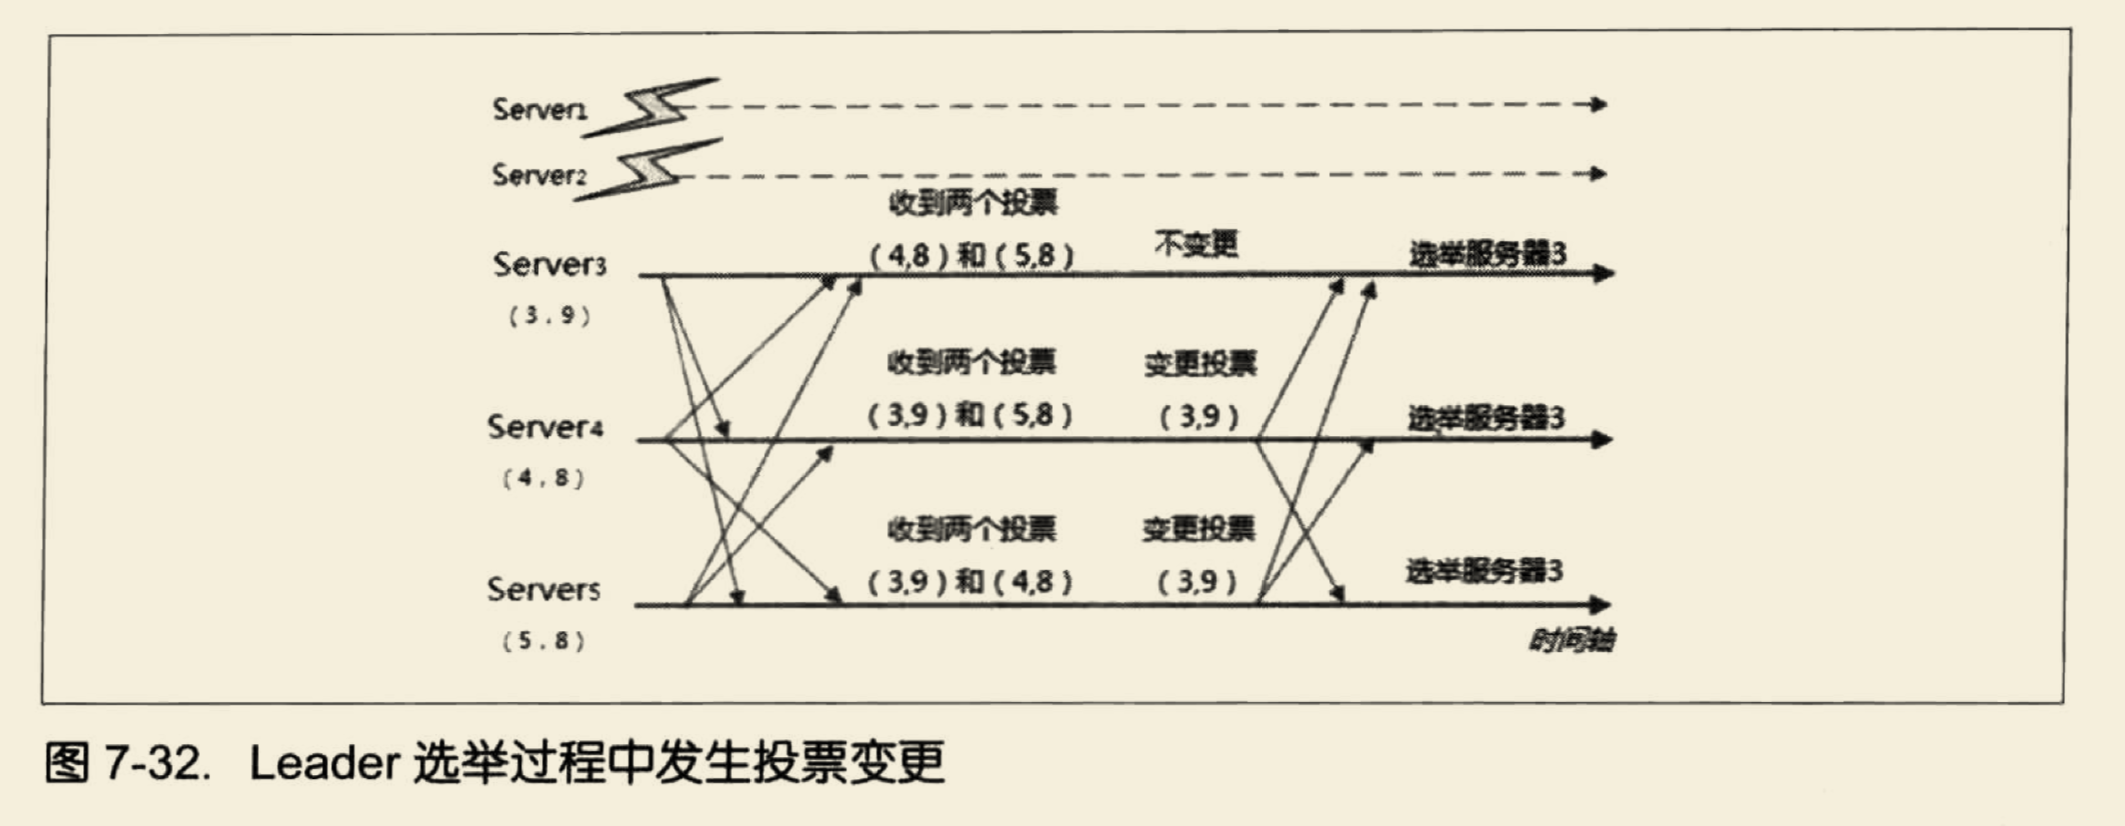 Server1
Server2
收到两个投票
(4,8)和(5,8)
不变更
选举服务器3
Server3
(3.9)
收到两个投票
(3,9)和(5,8)
变更投票
(3,9)
选举服务器3
Server4
(4.8)
收到两个投票
(3,9)和(4,8)
变更投票
(3,9)
选举服务器3
Server5
(5.8)
时间轴
图 7-32. Leader 选举过程中发生投票变更